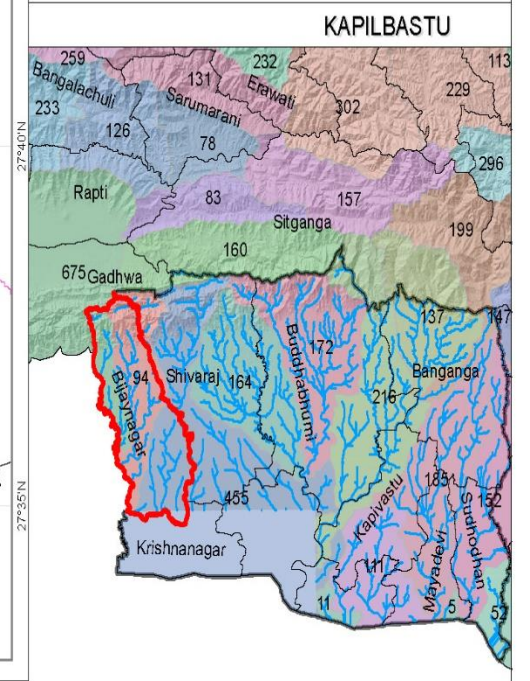 KAPILBASTU
259
232
113
Bangalachuli
131
Erawati
229
233
Sarumarani
302
126
78
27°40'N
296
Rapti
83
157
Sitganga
199
160
675
Gadhwa
137
147
172
Buddhabhumi
94
Shivaraj
164
Banganga
Bijaynagar
216
185
455
152
27°35'N
Kapivastu
Sudhodhan
Krishnanagar
Mayadevi
111
11
5
52